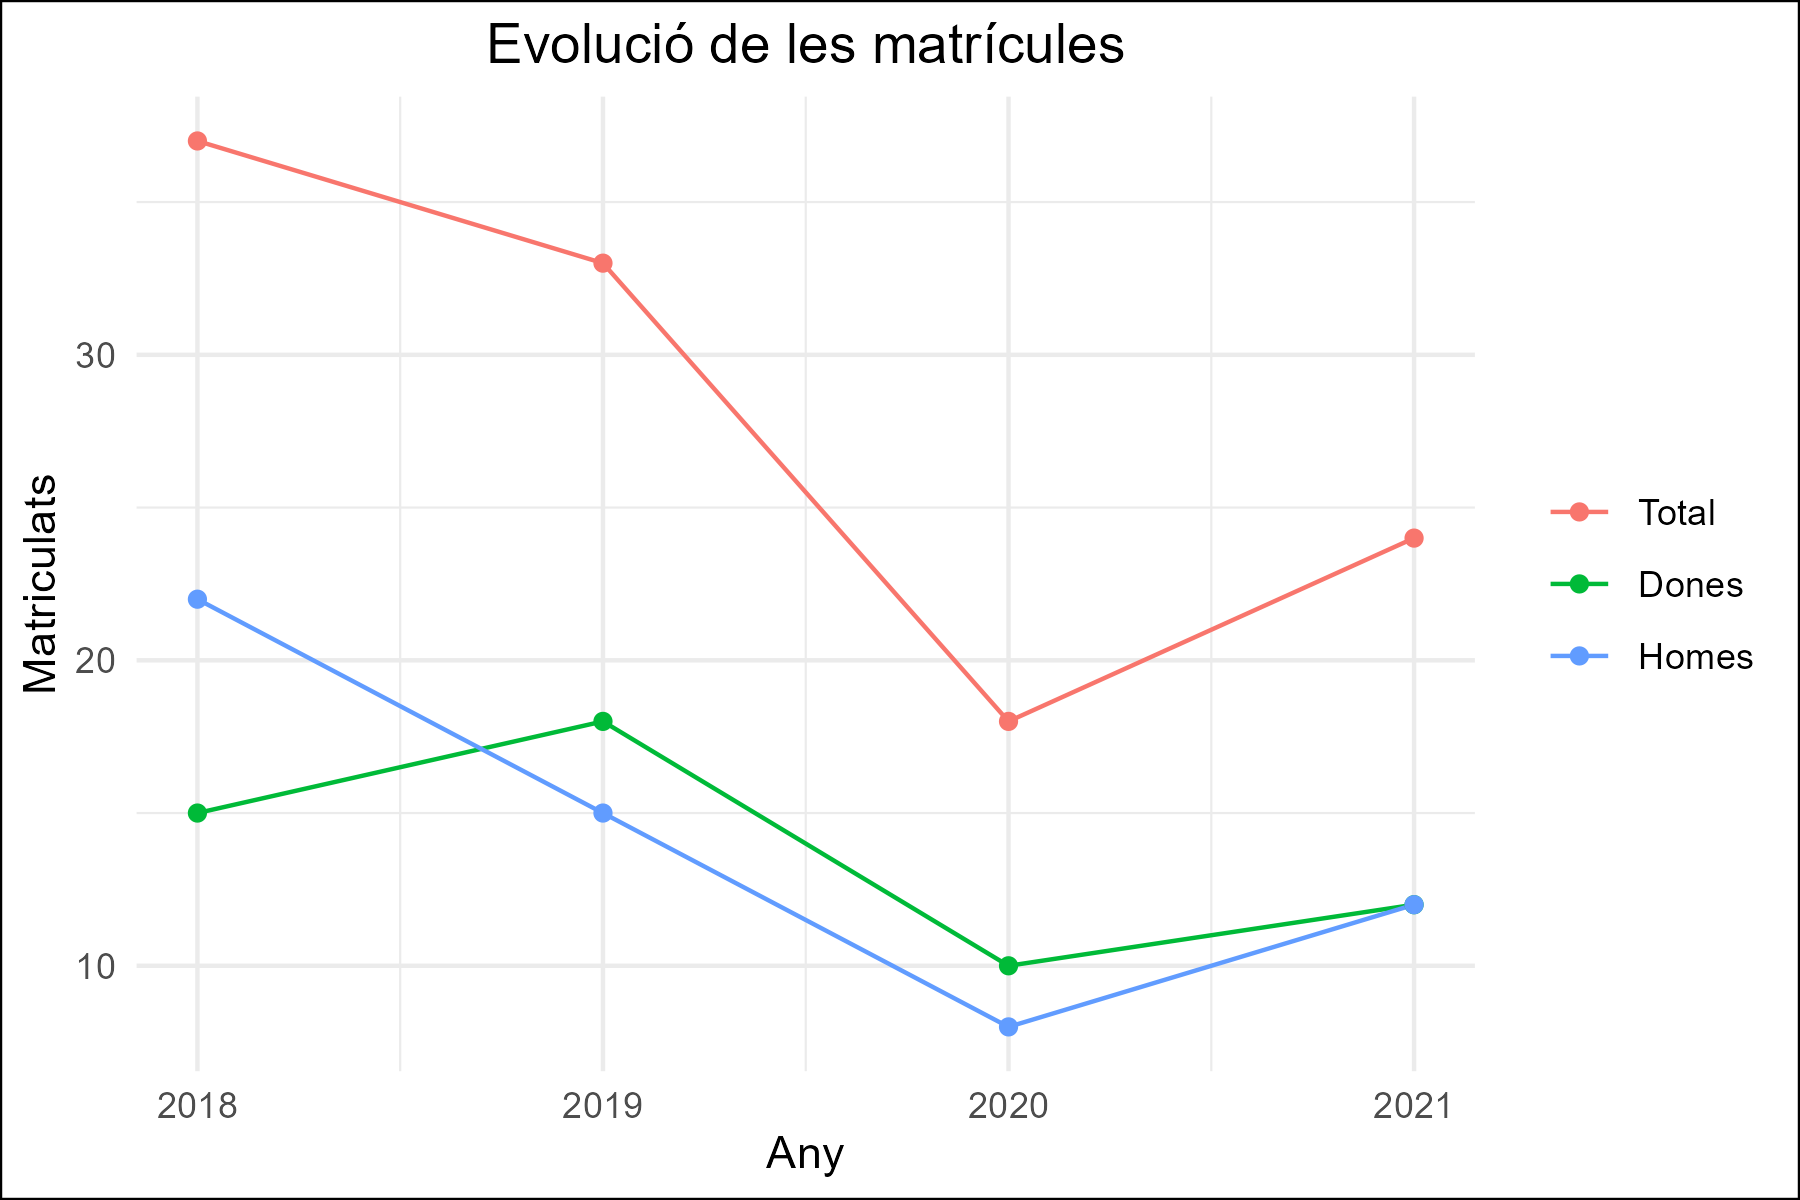 Evolució de les matrícules
Matriculats
30
20
10
2018
2019
2020
2021
Any
Total
Dones
Homes